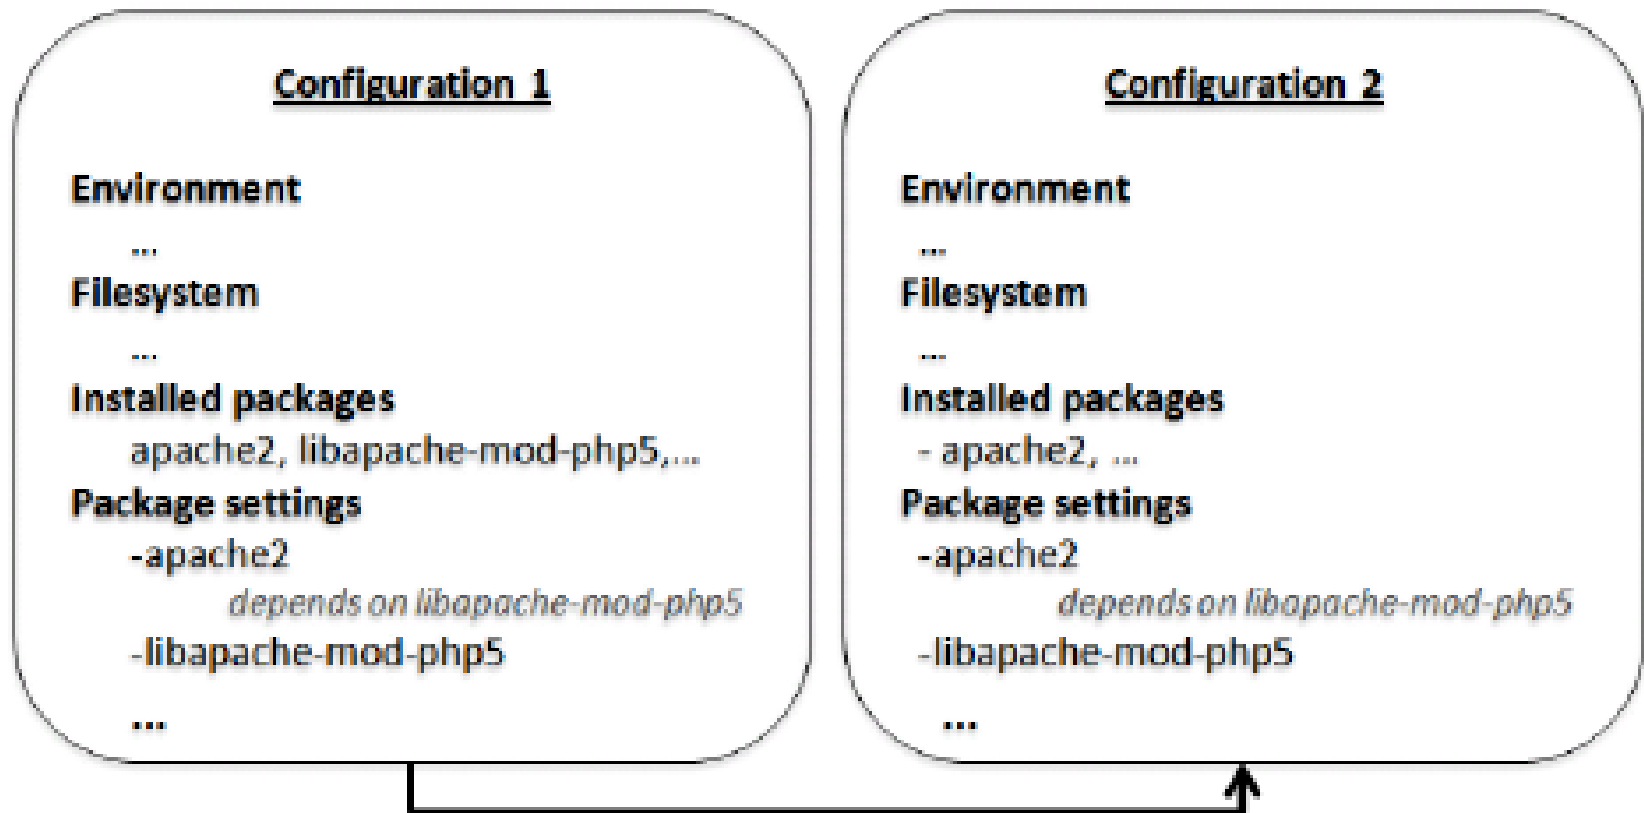 Configuration 1
Environment
...
Filesystem
...
Installed packages
apache2, libapache-mod-php5,...
Package settings
-apache2
depends on libapache-mod-php5
-libapache-mod-php5
...
Configuration 2
Environment
...
Filesystem
...
Installed packages
- apache2, ...
Package settings
-apache2
depends on libapache-mod-php5
-libapache-mod-php5
...